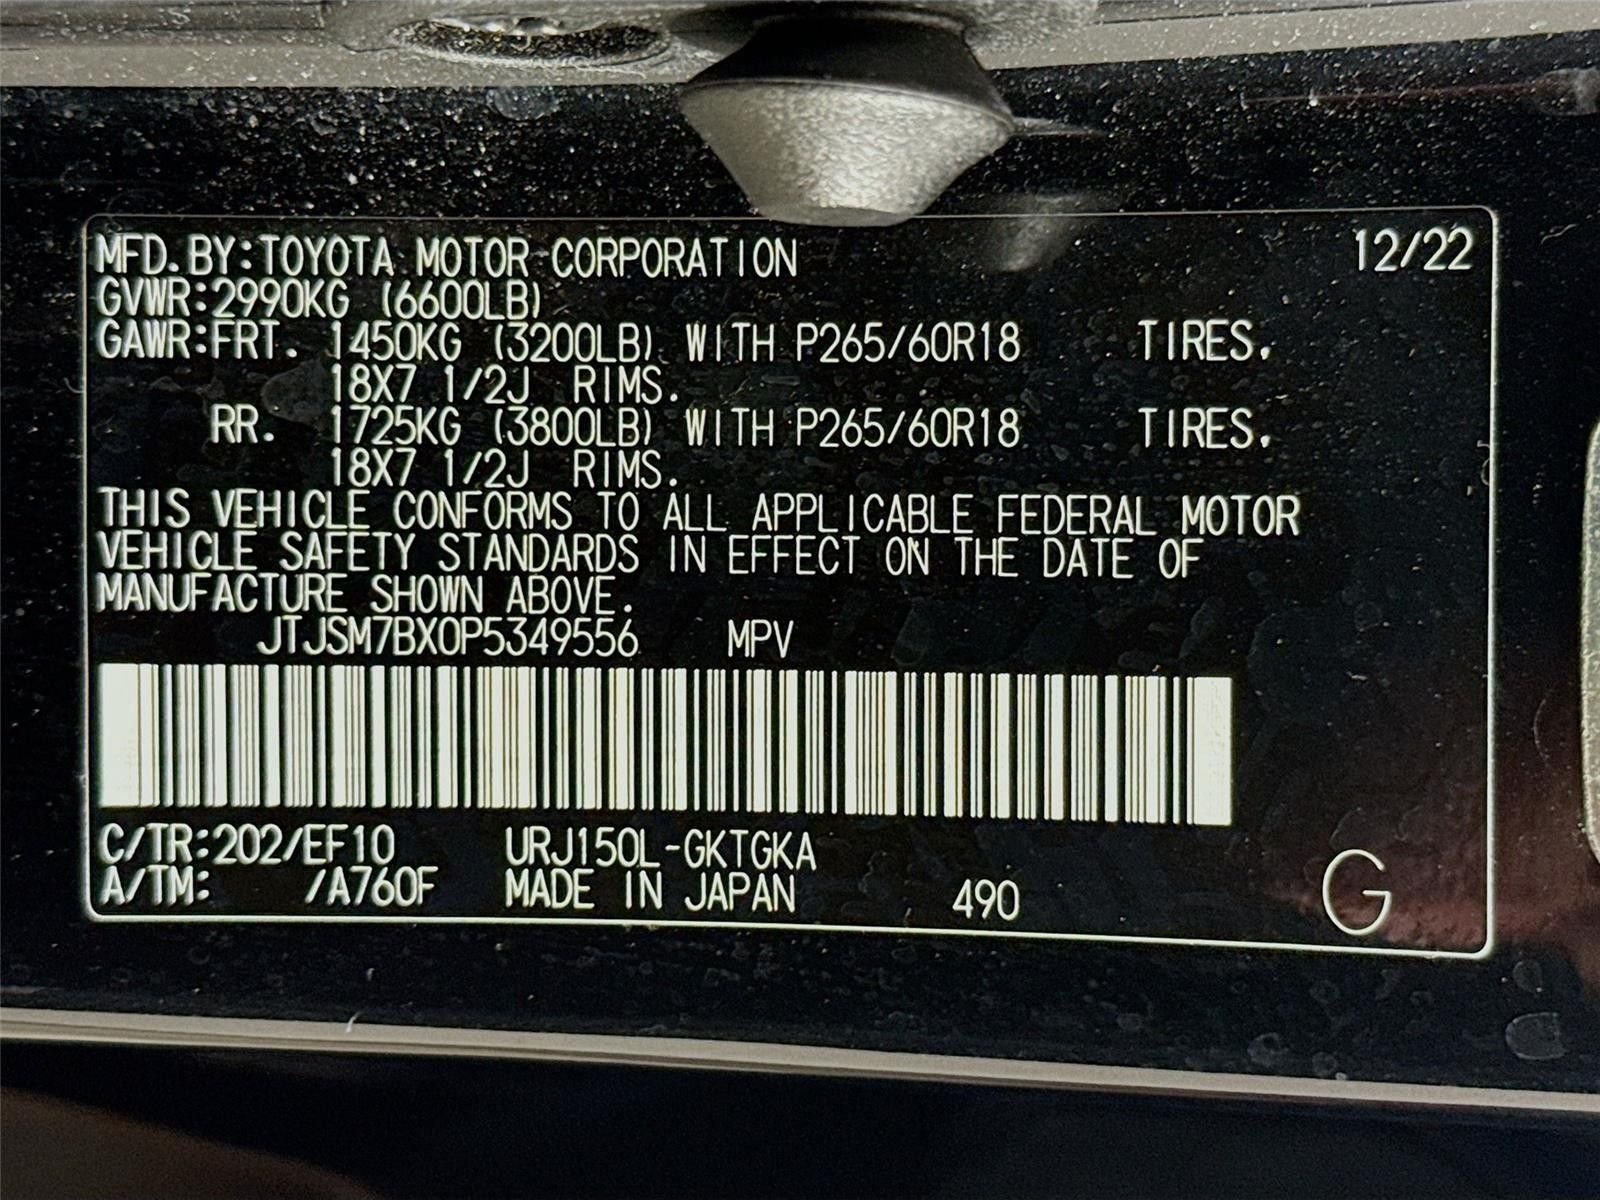 MFD. BY:TOYOTA MOTOR CORPORATION 12/22
GVWR:2990KG (6600LB)
GAWR:FRT. 1450KG (3200LB) WITH P265/60R18 TIRES,
18X7 1/2J RIMS.
RR. 1725KG (3800LB) WITH P265/60R18 TIRES,
18X7 1/2J RIMS.
THIS VEHICLE CONFORMS TO ALL APPLICABLE FEDERAL MOTOR
VEHICLE SAFETY STANDARDS IN EFFECT ON THE DATE OF
MANUFACTURE SHOWN ABOVE.
JTJSM7BX0P5349556 MPV
C/TR:202/EF10 URJ150L-GKTGKA
A/TM: /A760F MADE IN JAPAN 490 G